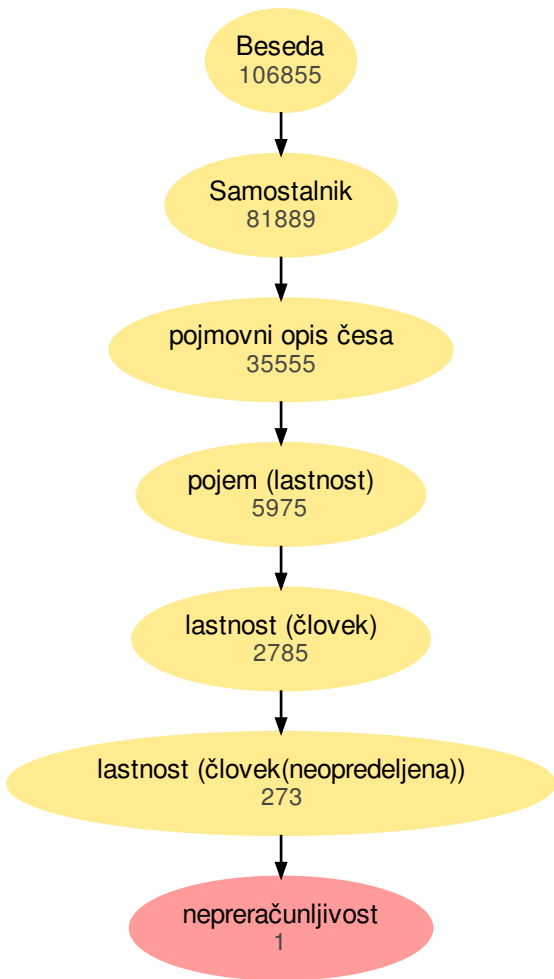 Beseda
106855
Samostalnik
81889
pojmovni opis česa
35555
pojem (lastnost)
5975
lastnost (človek)
2785
lastnost (človek(neopredeljena))
273
nepreračunljivost
1